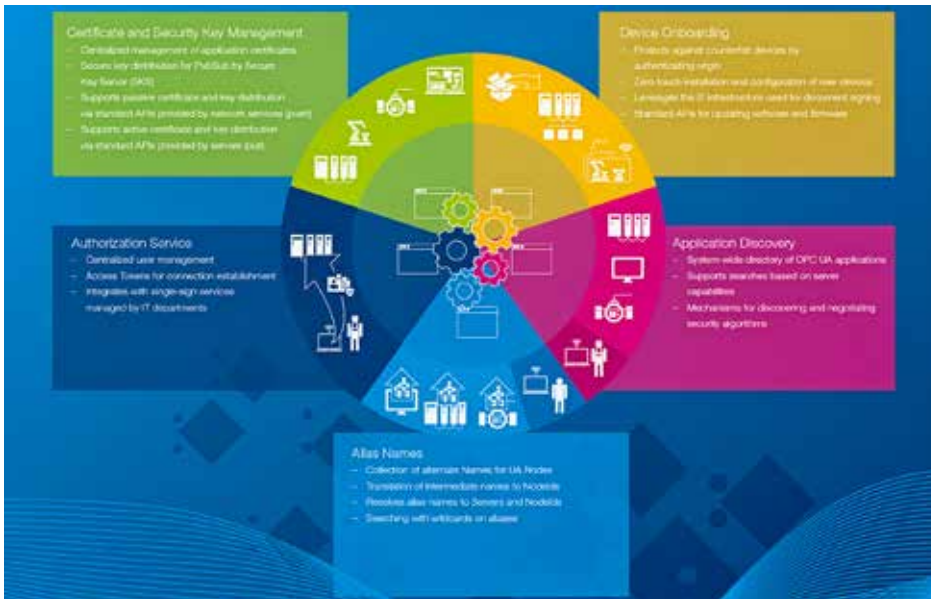 Certificate and Security Key Management
– Centralized management of application certificates
– Secure key distribution for PubSub by Secure
Key Server (SKS)
– Supports passive certificate and key distribution
via standard APIs provided by network services (push)
– Supports active certificate and key distribution
via standard APIs provided by servers (pull)
Device Onboarding
– Protects against counterfeit devices by
authenticating origin
– Zero-touch installation and configuration of new devices
– Leverages the IT infrastructure used for document signing
– Standard APIs for updating software and firmware
Authorization Service
– Centralized user management
– Access Tokens for connection establishment
– Integrates with single-sign services
managed by IT departments
Application Discovery
– System-wide directory of OPC UA applications
– Supports searches based on server
capabilities
– Mechanisms for discovering and negotiating
security algorithms
Alias Names
– Collection of alternate Names for UA Nodes
– Translation of intermediate names to NodeIds
– Resolves alias names to Servers and NodeIds
– Searching with wildcards on aliases